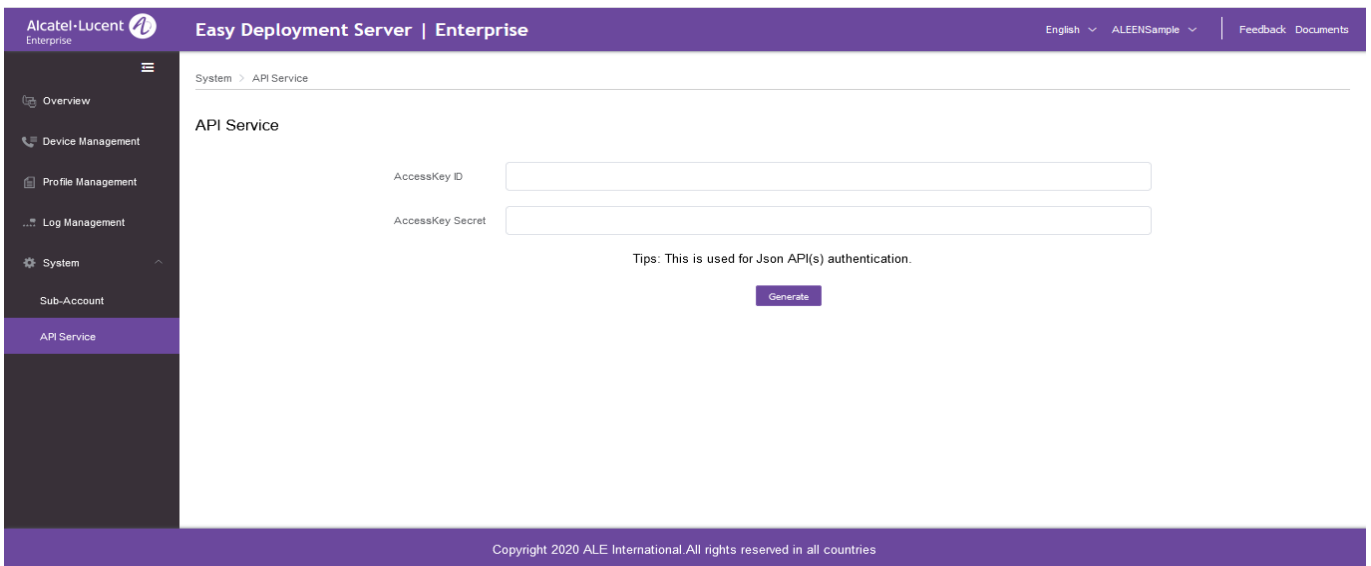 Alcatel·Lucent
Enterprise
Easy Deployment Server | Enterprise
English
ALEENSample
Feedback Documents
System > API Service
Overview
Device Management
Profile Management
Log Management
System
Sub-Account
API Service
API Service
AccessKey ID
AccessKey Secret
Tips: This is used for Json API(s) authentication.
Generate
Copyright 2020 ALE International.All rights reserved in all countries